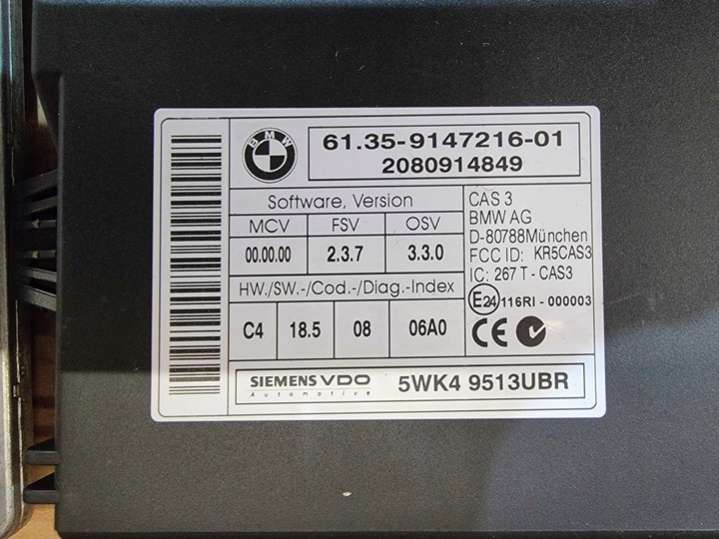 BMW
61.35-9147216-01
2080914849
Software, Version
MCV FSV OSV
00.00.00 2.3.7 3.3.0
HW./SW.-/Cod.-/Diag.-Index
C4 18.5 08 06A0
CAS 3
BMW AG
D-80788München
FCC ID: KR5CAS3
IC: 267 T - CAS3
E24 116RI - 000003
CE
SIEMENS VDO
Automotive
5WK4 9513UBR